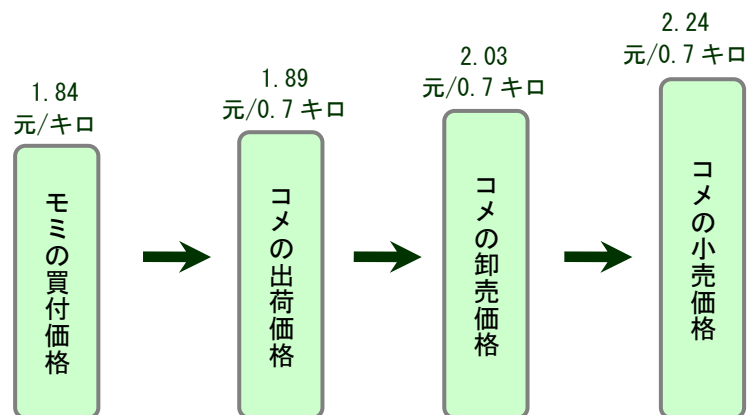 1.84
元/キロ
モミの買付価格
1.89
元/0.7キロ
コメの出荷価格
2.03
元/0.7キロ
コメの卸売価格
2.24
元/0.7キロ
コメの小売価格